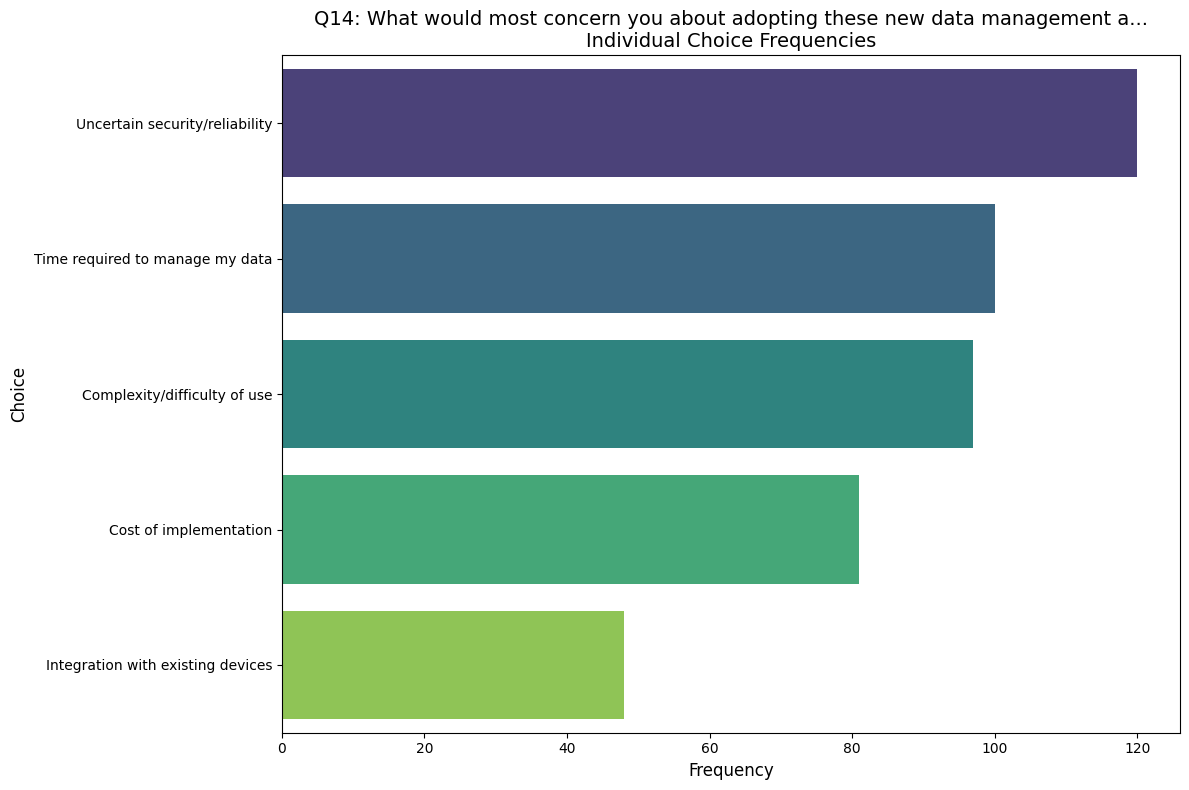 Q14: What would most concern you about adopting these new data management a...
Individual Choice Frequencies
Choice
Uncertain security/reliability
Time required to manage my data
Complexity/difficulty of use
Cost of implementation
Integration with existing devices
0 20 40 60 80 100 120
Frequency